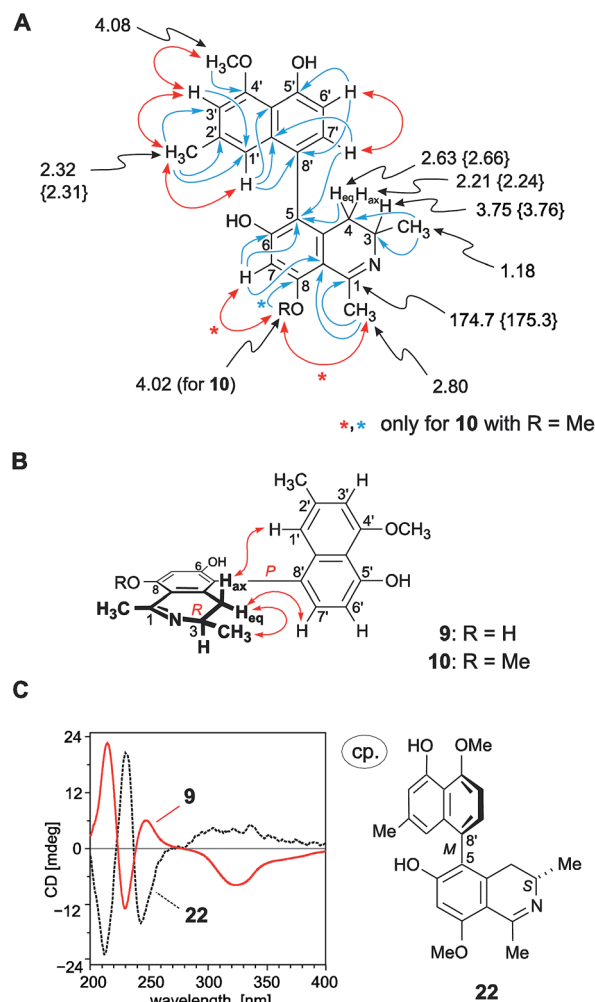 A
4.08
H₃CO
OH
4'
5'
H
6'
H
3'
2'
7'
H₃C
1'
H
8'
H
2.32
{2.31}
2.63 {2.66}
2.21 {2.24}
3.75 {3.76}
Heq
Hax
H
HO
5
4
6
3
CH₃
7
8
N
H
1
1.18
*
RO
CH₃
174.7 {175.3}
*
*
4.02 (for 10)
2.80
*,* only for 10 with R = Me
B
H₃C
H
2'
3'
H
1'
4'
OCH₃
6
OH
RO
8
Hax
P
8'
5'
OH
R
Heq
7'
6'
H₃C
1
N
3
CH₃
H
H
H
9: R = H
10: R = Me
C
24
12
0
−12
−24
CD [mdeg]
9
22
200 250 300 350 400
wavelength [nm]
cp.
HO
OMe
Me
M
8'
5
HO
S
Me
N
MeO
Me
22